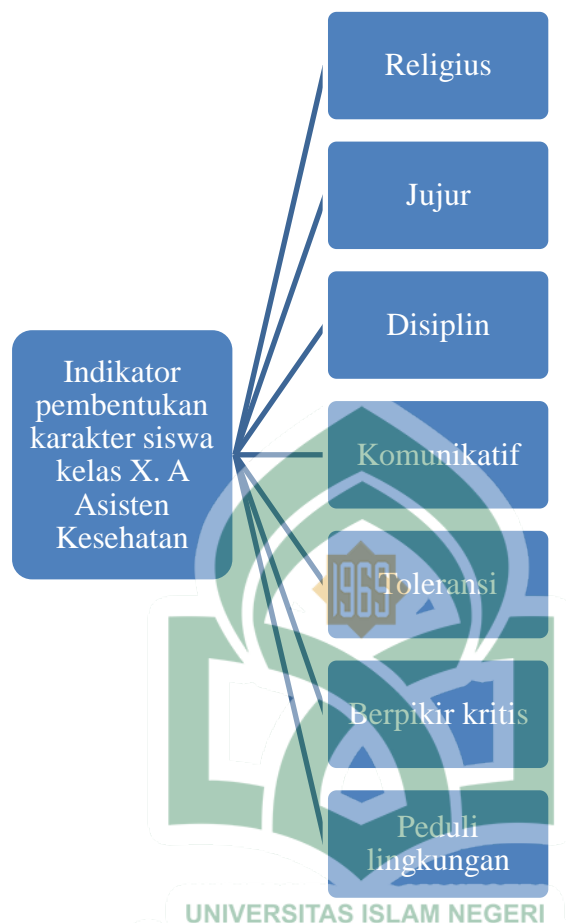 Religius
Jujur
Disiplin
Indikator
pembentukan
karakter siswa
kelas X. A
Asisten
Kesehatan
Komunikatif
Toleransi
1969
Berpikir kritis
Peduli
lingkungan
UNIVERSITAS ISLAM NEGERI